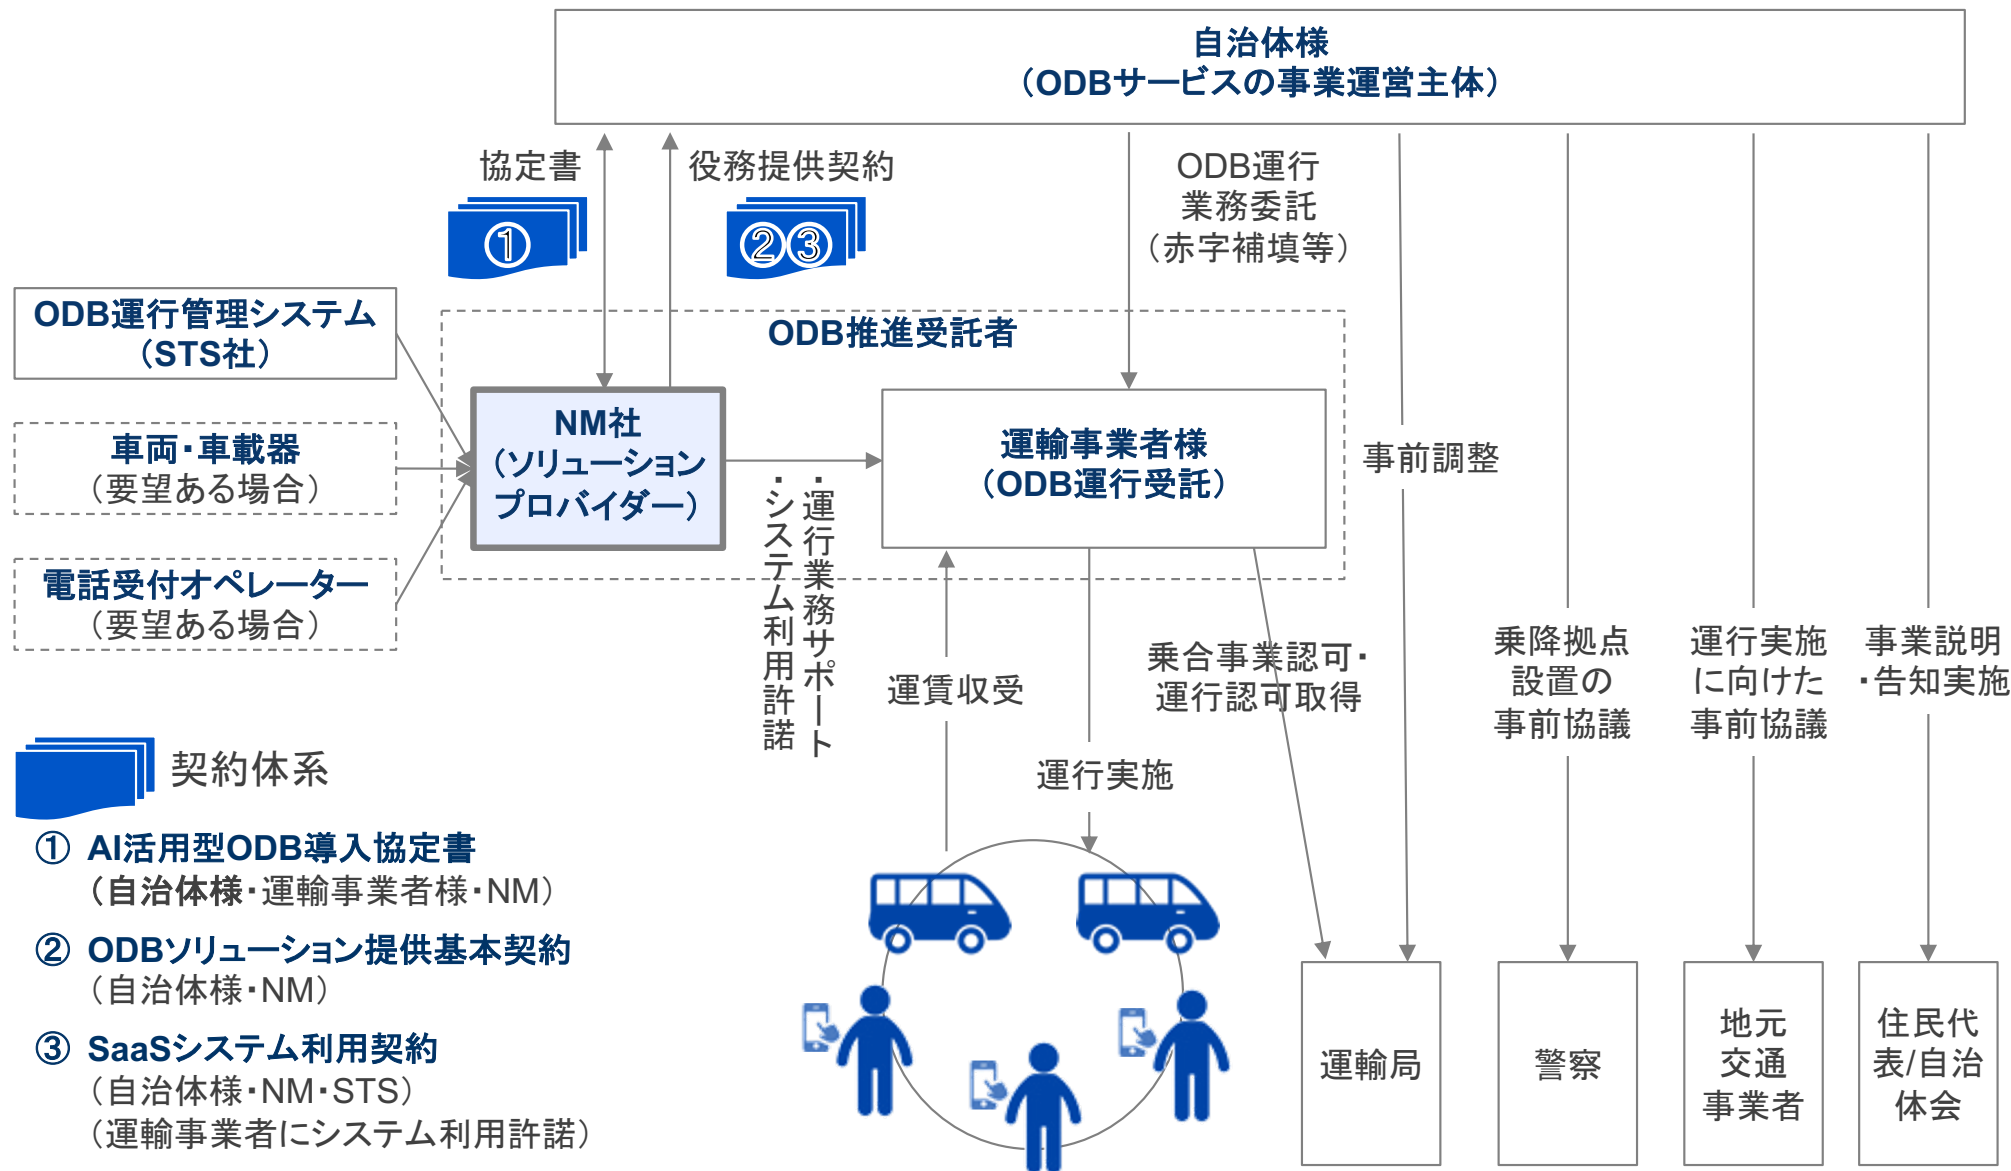 自治体様
（ODBサービスの事業運営主体）
協定書
①
役務提供契約
②③
ODB運行
業務委託
（赤字補填等）
ODB運行管理システム
（STS社）
車両・車載器
（要望ある場合）
電話受付オペレーター
（要望ある場合）
ODB推進受託者
NM社
（ソリューション
プロバイダー）
・運行業務サポート
・システム利用許諾
運輸事業者様
（ODB運行受託）
事前調整
運賃収受
運行実施
乗合事業認可・
運行認可取得
乗降拠点
設置の
事前協議
運行実施
に向けた
事前協議
事業説明
・告知実施
契約体系
① AI活用型ODB導入協定書
（自治体様・運輸事業者様・NM）
② ODBソリューション提供基本契約
（自治体様・NM）
③ SaaSシステム利用契約
（自治体様・NM・STS）
（運輸事業者にシステム利用許諾）
運輸局
警察
地元
交通
事業者
住民代
表/自治
体会